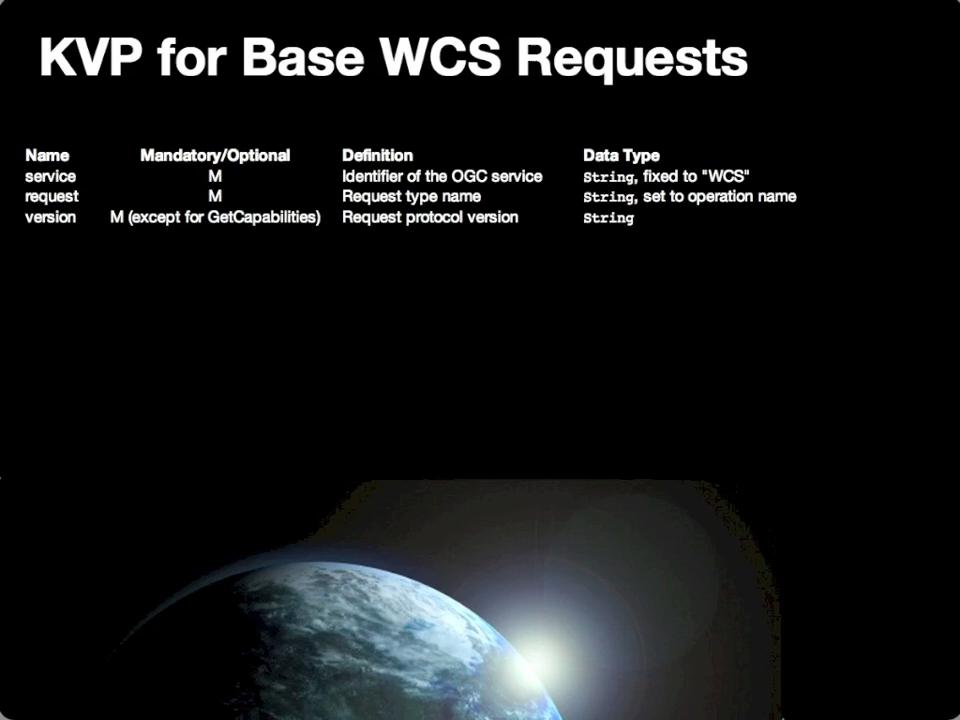 KVP for Base WCS Requests
Name Mandatory/Optional Definition Data Type
service M Identifier of the OGC service String, fixed to "WCS"
request M Request type name String, set to operation name
version M (except for GetCapabilities) Request protocol version String